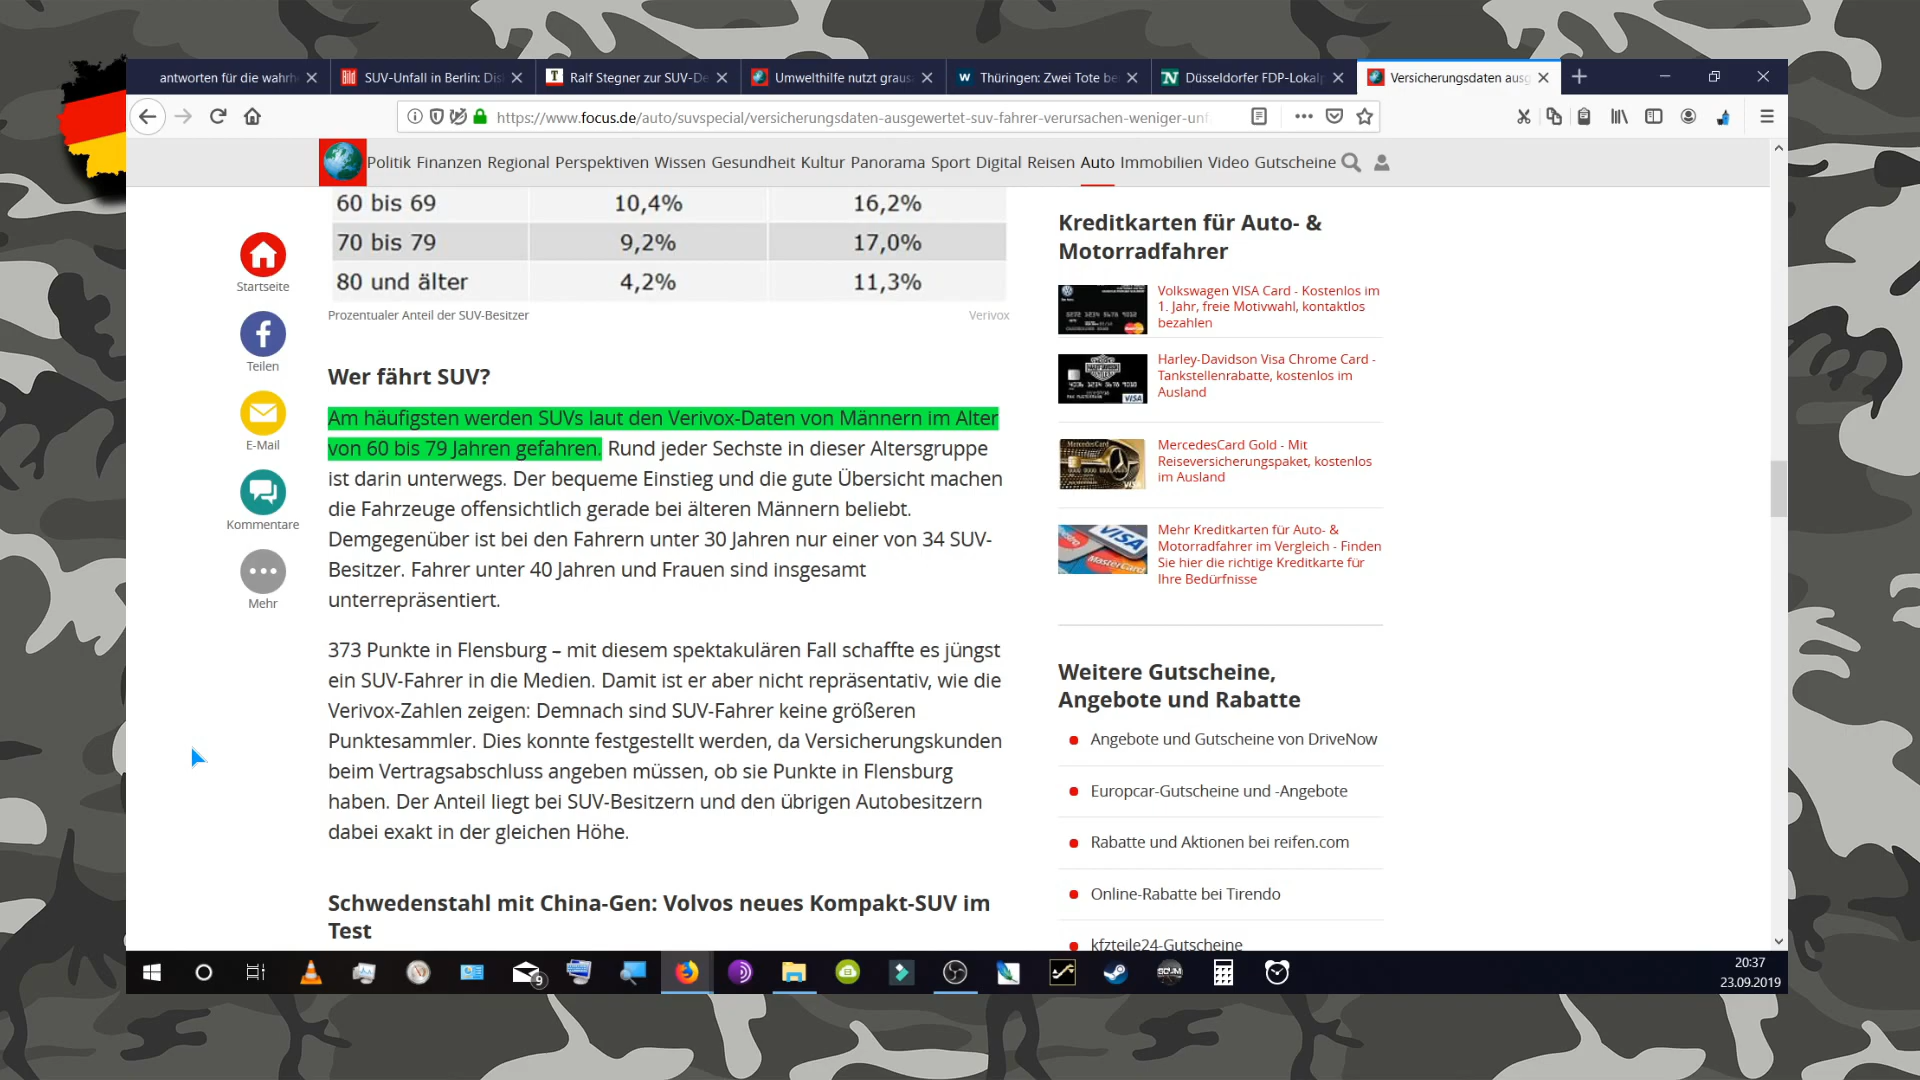 antworten für die wahrh
SUV-Unfall in Berlin: Dis
Ralf Stegner zur SUV-De
Umwelthilfe nutzt graus
Thüringen: Zwei Tote be
Düsseldorfer FDP-Lokalp
Versicherungsdaten ausg
https://www.focus.de/auto/suvspecial/versicherungsdaten-ausgewertet-suv-fahrer-verursachen-weniger-unf
Politik Finanzen Regional Perspektiven Wissen Gesundheit Kultur Panorama Sport Digital Reisen Auto Immobilien Video Gutscheine
60 bis 69 10,4% 16,2%
70 bis 79 9,2% 17,0%
80 und älter 4,2% 11,3%
Prozentualer Anteil der SUV-Besitzer
Verivox
Startseite
Teilen
E-Mail
Kommentare
Mehr
Wer fährt SUV?
Am häufigsten werden SUVs laut den Verivox-Daten von Männern im Alter
von 60 bis 79 Jahren gefahren. Rund jeder Sechste in dieser Altersgruppe
ist darin unterwegs. Der bequeme Einstieg und die gute Übersicht machen
die Fahrzeuge offensichtlich gerade bei älteren Männern beliebt.
Demgegenüber ist bei den Fahrern unter 30 Jahren nur einer von 34 SUV-
Besitzer. Fahrer unter 40 Jahren und Frauen sind insgesamt
unterrepräsentiert.
373 Punkte in Flensburg – mit diesem spektakulären Fall schaffte es jüngst
ein SUV-Fahrer in die Medien. Damit ist er aber nicht repräsentativ, wie die
Verivox-Zahlen zeigen: Demnach sind SUV-Fahrer keine größeren
Punktesammler. Dies konnte festgestellt werden, da Versicherungskunden
beim Vertragsabschluss angeben müssen, ob sie Punkte in Flensburg
haben. Der Anteil liegt bei SUV-Besitzern und den übrigen Autobesitzern
dabei exakt in der gleichen Höhe.
Schwedenstahl mit China-Gen: Volvos neues Kompakt-SUV im
Test
Kreditkarten für Auto- &
Motorradfahrer
Volkswagen VISA Card - Kostenlos im
1. Jahr, freie Motivwahl, kontaktlos
bezahlen
Harley-Davidson Visa Chrome Card -
Tankstellenrabatte, kostenlos im
Ausland
MercedesCard Gold - Mit
Reiseversicherungspaket, kostenlos
im Ausland
Mehr Kreditkarten für Auto- &
Motorradfahrer im Vergleich - Finden
Sie hier die richtige Kreditkarte für
Ihre Bedürfnisse
Weitere Gutscheine,
Angebote und Rabatte
Angebote und Gutscheine von DriveNow
Europcar-Gutscheine und -Angebote
Rabatte und Aktionen bei reifen.com
Online-Rabatte bei Tirendo
kfzteile24-Gutscheine
9
20:37
23.09.2019